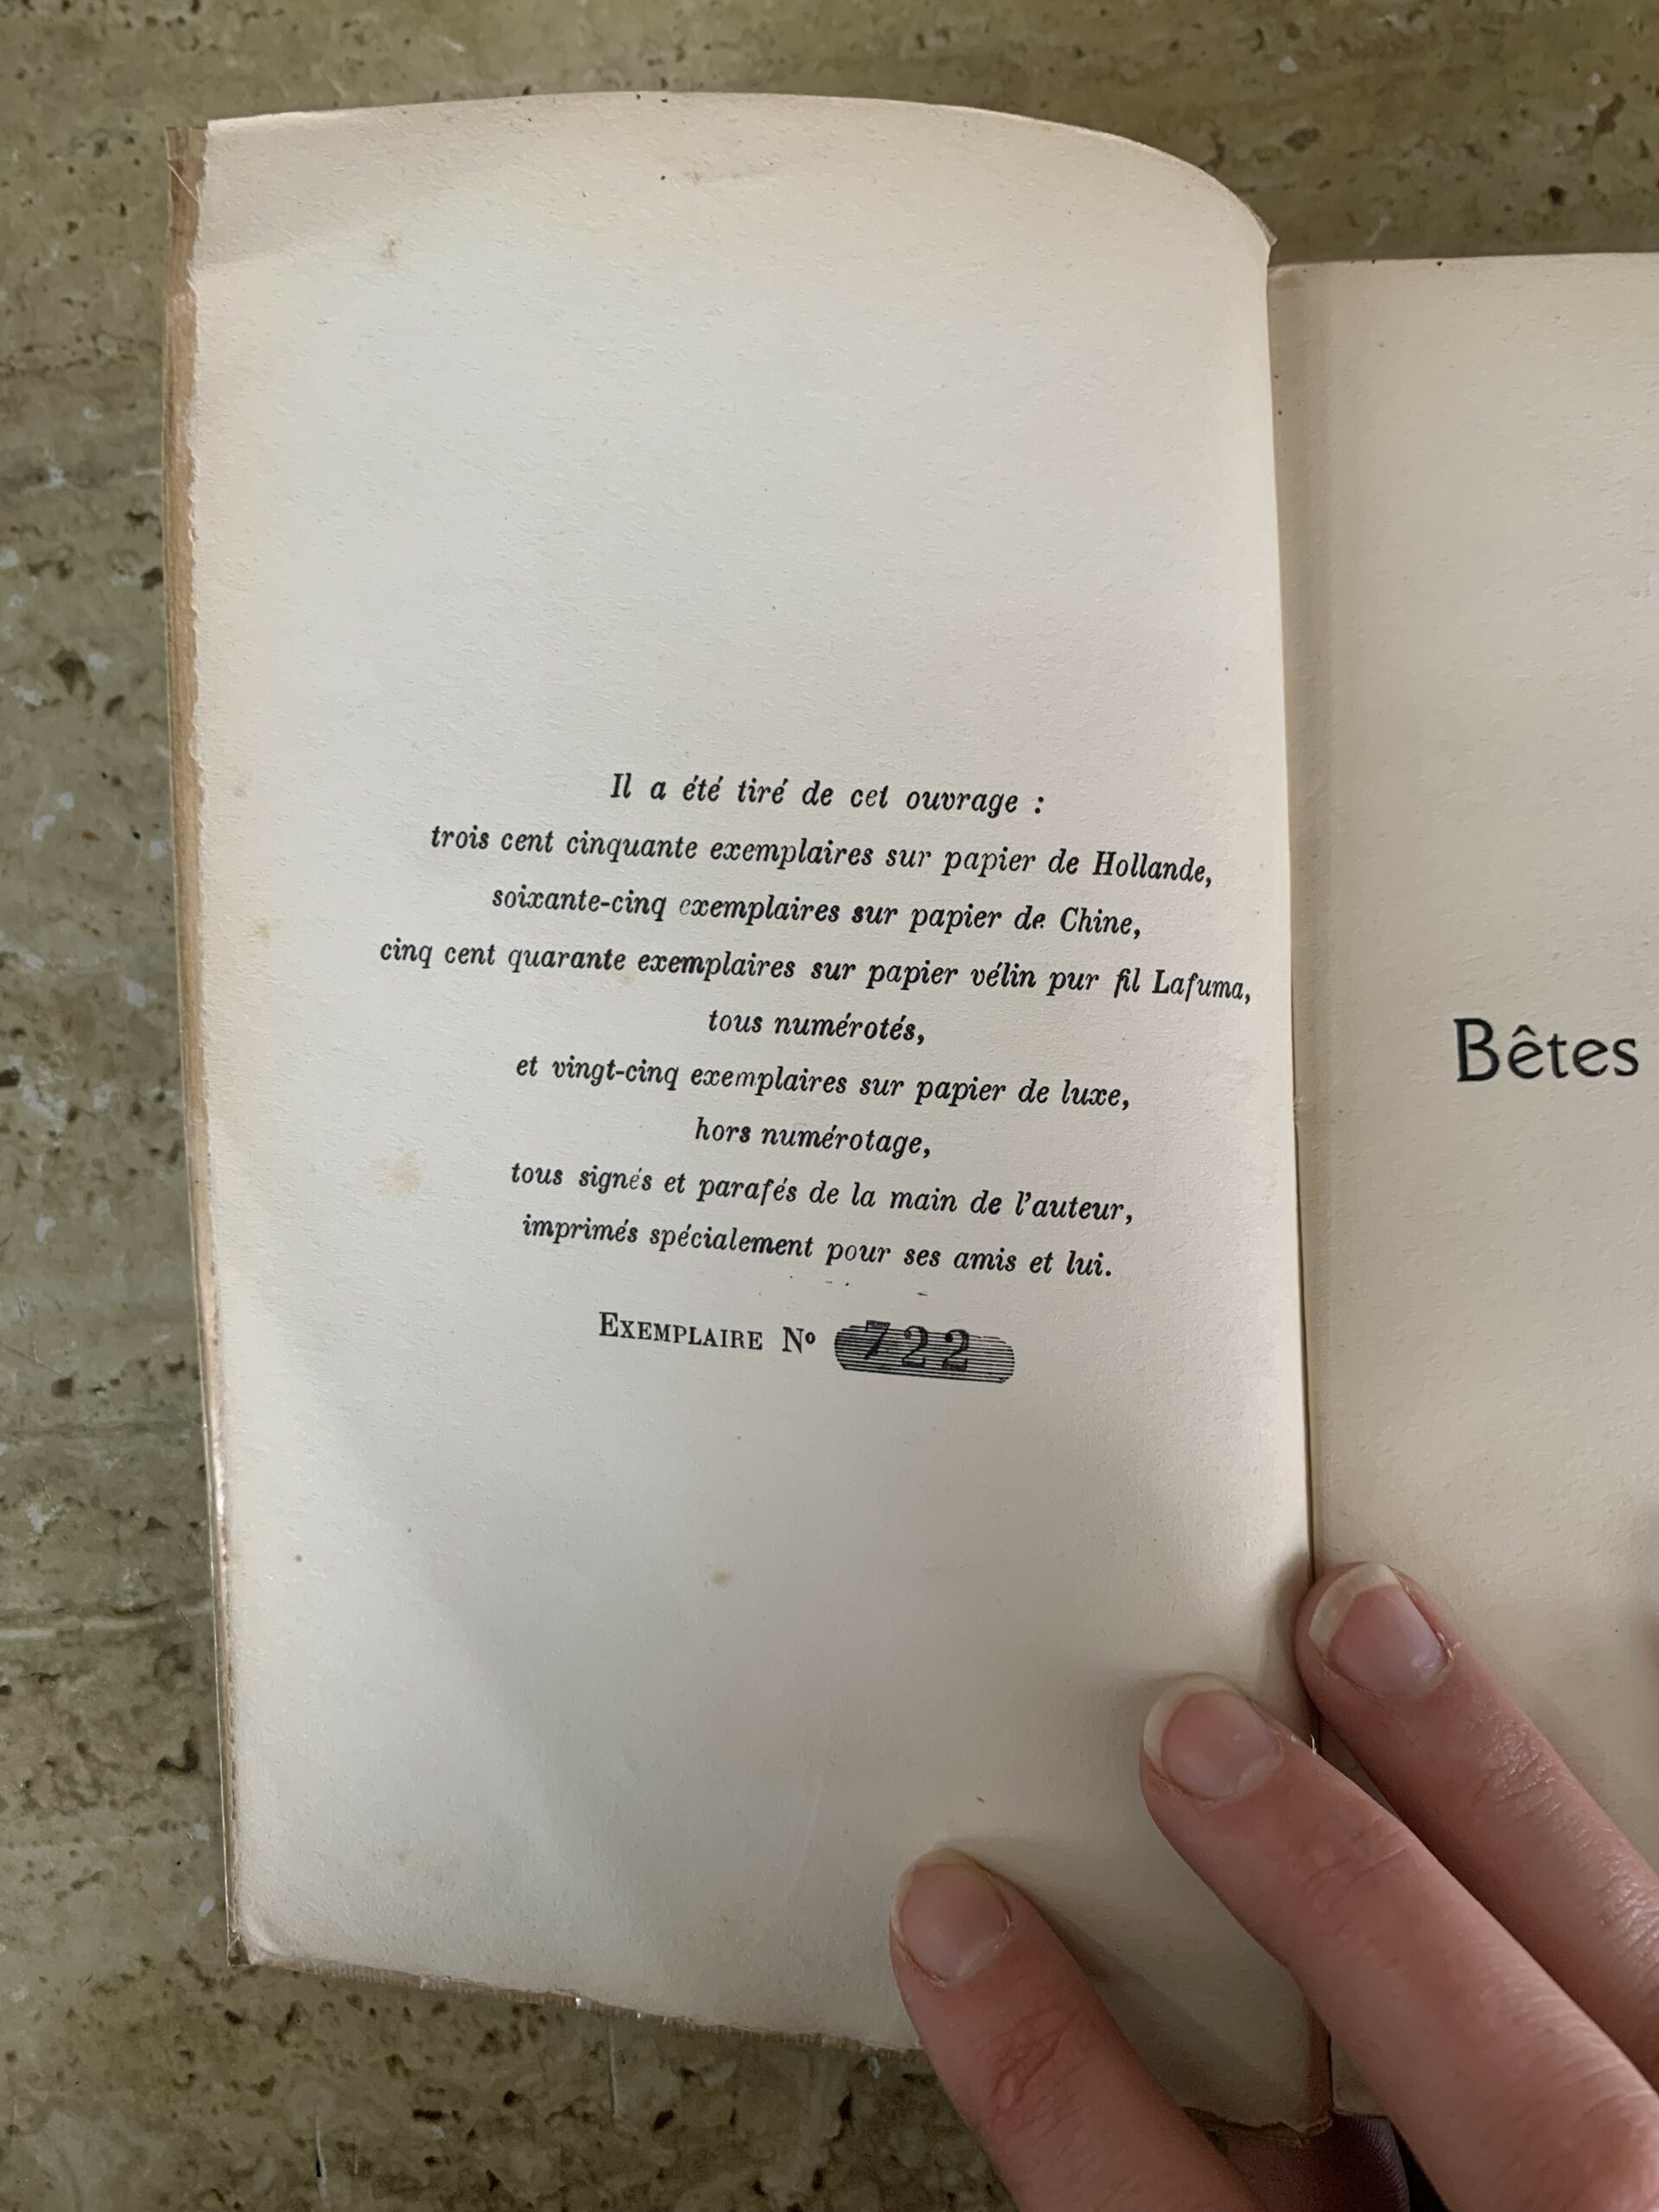 Il a été tiré de cet ouvrage :
trois cent cinquante exemplaires sur papier de Hollande,
soixante-cinq exemplaires sur papier de Chine,
cinq cent quarante exemplaires sur papier vélin pur fil Lafuma,
tous numérotés,
et vingt-cinq exemplaires sur papier de luxe,
hors numérotage,
tous signés et parafés de la main de l'auteur,
imprimés spécialement pour ses amis et lui.
EXEMPLAIRE Nº 722
Bêtes